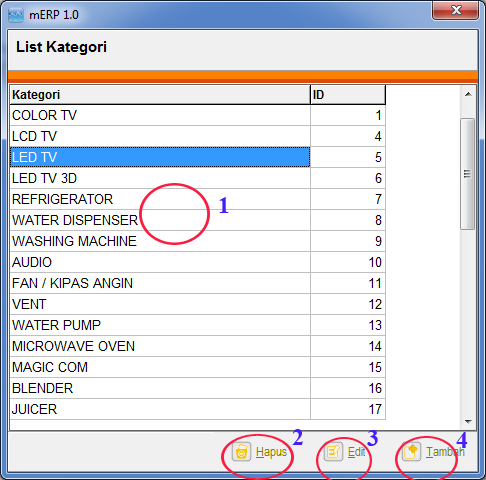 mERP 1.0
List Kategori
Kategori ID
COLOR TV 1
LCD TV 4
LED TV 5
LED TV 3D 6
REFRIGERATOR 7
WATER DISPENSER 8
WASHING MACHINE 9
AUDIO 10
FAN / KIPAS ANGIN 11
VENT 12
WATER PUMP 13
MICROWAVE OVEN 14
MAGIC COM 15
BLENDER 16
JUICER 17
1
2 3 4
Hapus Edit Tambah